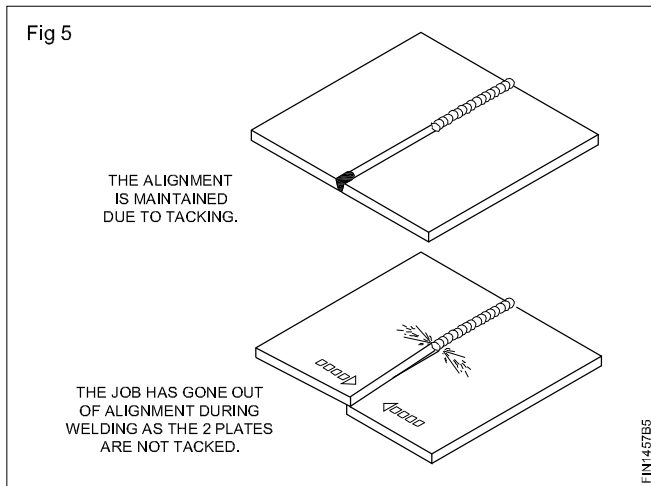 Fig 5
THE ALIGNMENT
IS MAINTAINED
DUE TO TACKING.
THE JOB HAS GONE OUT
OF ALIGNMENT DURING
WELDING AS THE 2 PLATES
ARE NOT TACKED.
FIN1457B5